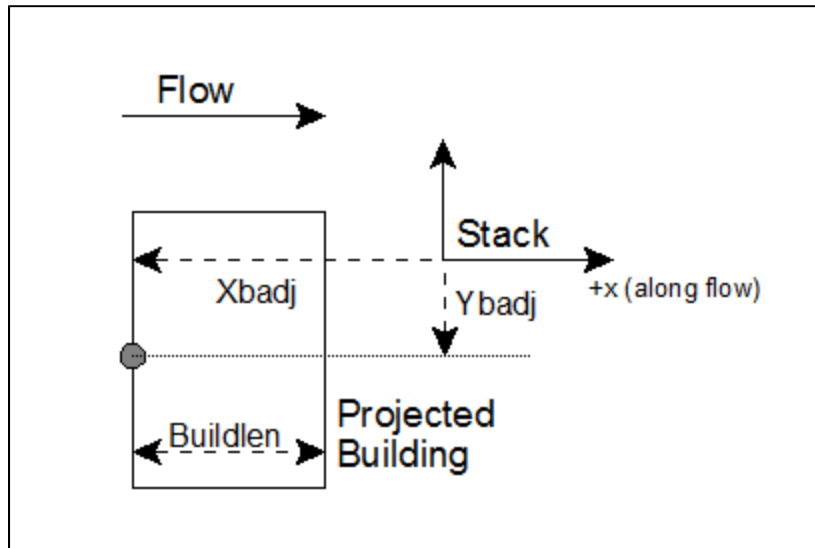 Flow
Stack
+x (along flow)
Xbadj
Ybadj
Projected
Building
Buildlen